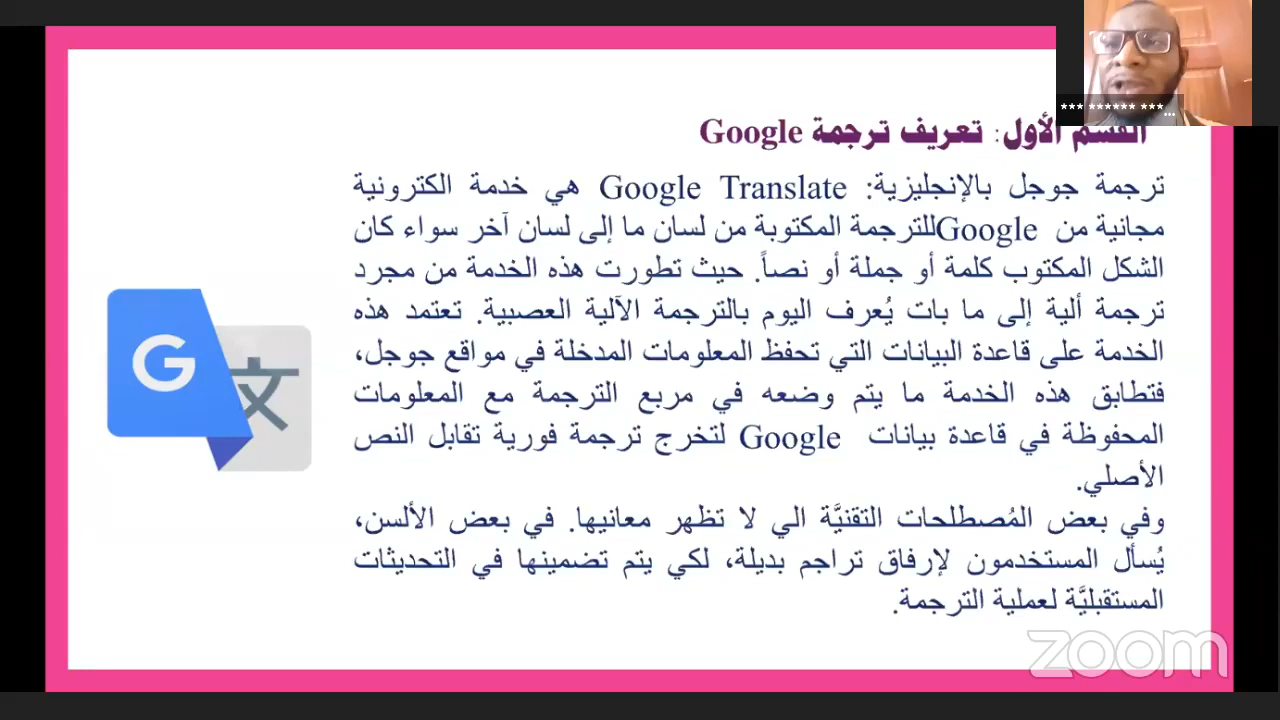 *** ****** ***...
القسم الأول: تعريف ترجمة Google
ترجمة جوجل بالإنجليزية: Google Translate هي خدمة الكترونية
مجانية من Googleللترجمة المكتوبة من لسان ما إلى لسان آخر سواء كان
الشكل المكتوب كلمة أو جملة أو نصاً. حيث تطورت هذه الخدمة من مجرد
ترجمة ألية إلى ما بات يُعرف اليوم بالترجمة الآلية العصبية. تعتمد هذه
الخدمة على قاعدة البيانات التي تحفظ المعلومات المدخلة في مواقع جوجل،
فتطابق هذه الخدمة ما يتم وضعه في مربع الترجمة مع المعلومات
المحفوظة في قاعدة بيانات Google لتخرج ترجمة فورية تقابل النص
الأصلي.
وفي بعض المُصطلحات التقنيَّة الي لا تظهر معانيها. في بعض الألسن،
يُسأل المستخدمون لإرفاق تراجم بديلة، لكي يتم تضمينها في التحديثات
المستقبليَّة لعملية الترجمة.
G
文
zoom